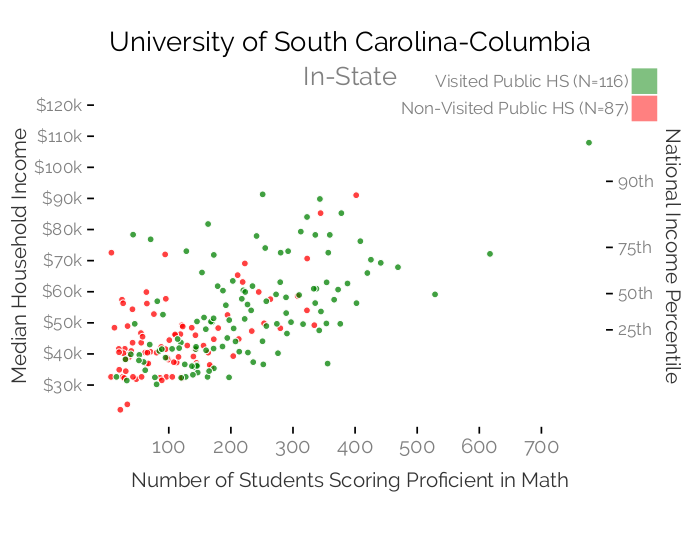 University of South Carolina-Columbia
In-State
Visited Public HS (N=116)
Non-Visited Public HS (N=87)
Median Household Income
$120k
$110k
$100k
$90k
$80k
$70k
$60k
$50k
$40k
$30k
National Income Percentile
90th
75th
50th
25th
100 200 300 400 500 600 700
Number of Students Scoring Proficient in Math